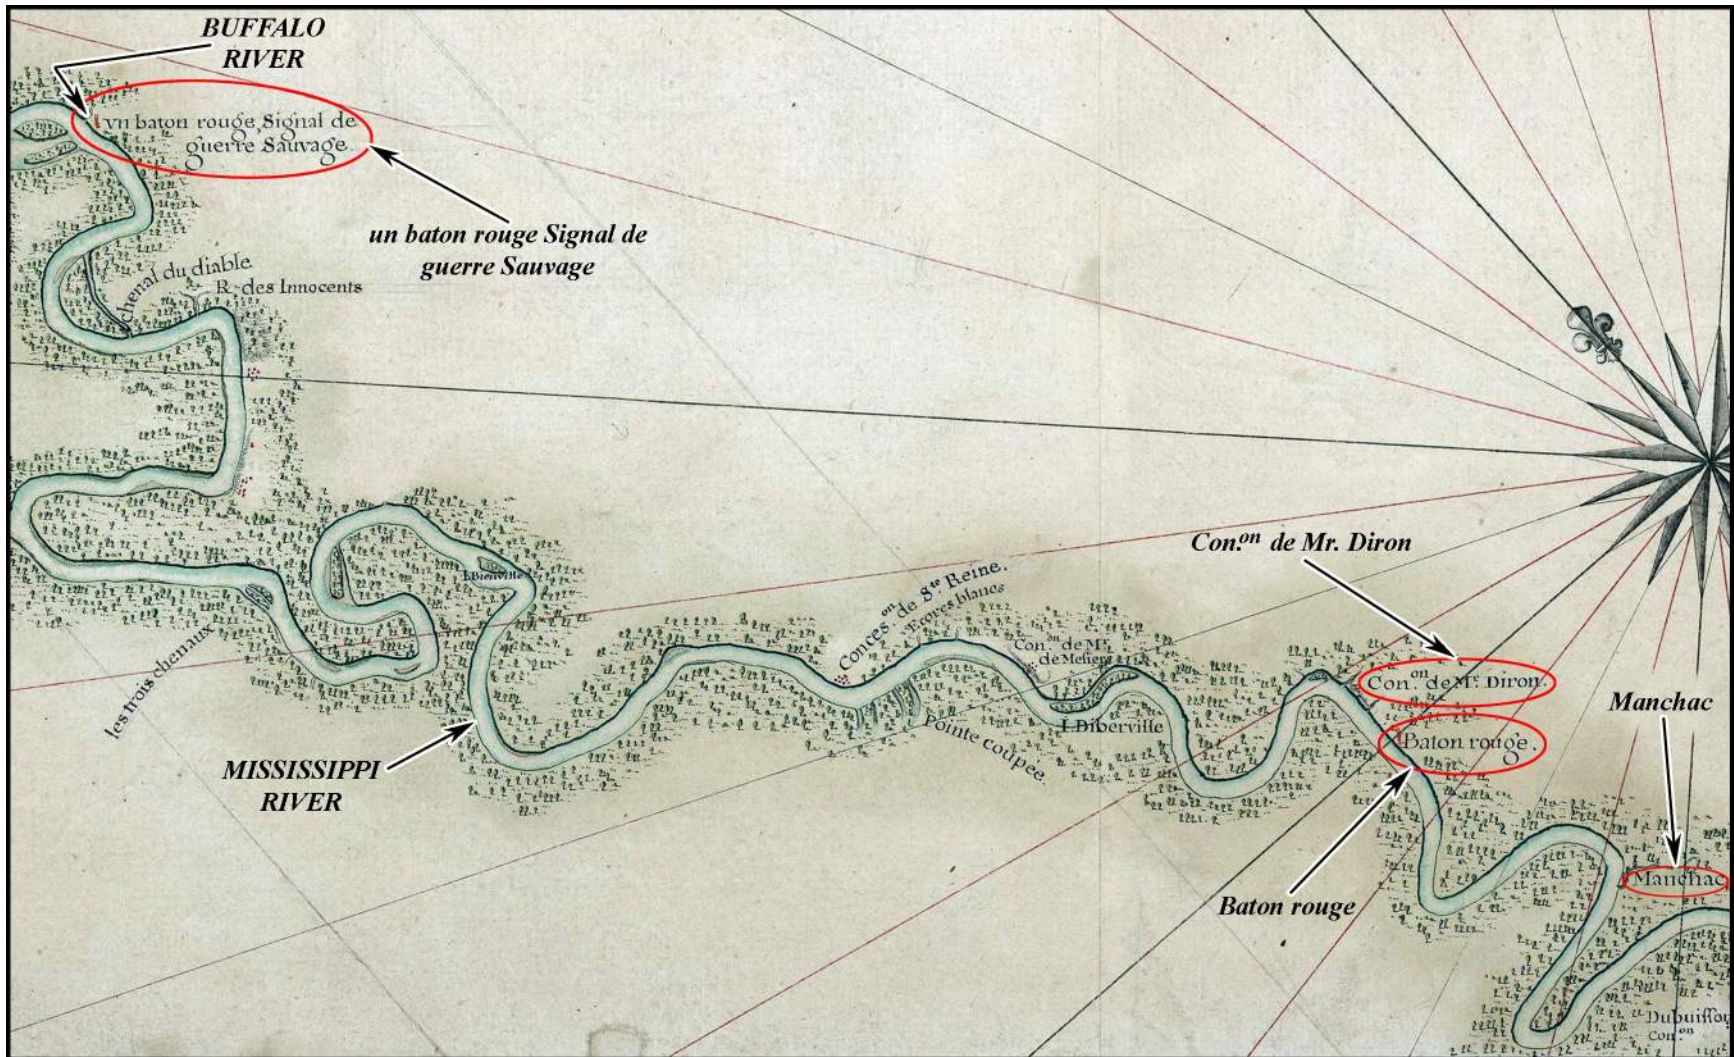 BUFFALO
RIVER
vn baton rouge Signal de
guerre Sauvage
un baton rouge Signal de
guerre Sauvage
chenal du diable
R. des Innocents
I. Bienville
les trois chenaux
MISSISSIPPI
RIVER
Conces.on de Ste. Reine.
Ecores blancs
Pointe coupee
Con.on de Mr.
de Meſiere
I. Diberville
Con.on de Mr. Diron
Con.on de Mr. Diron.
Baton rouge.
Baton rouge
Manchac
Manchac
Dubuiſſon
Con.on